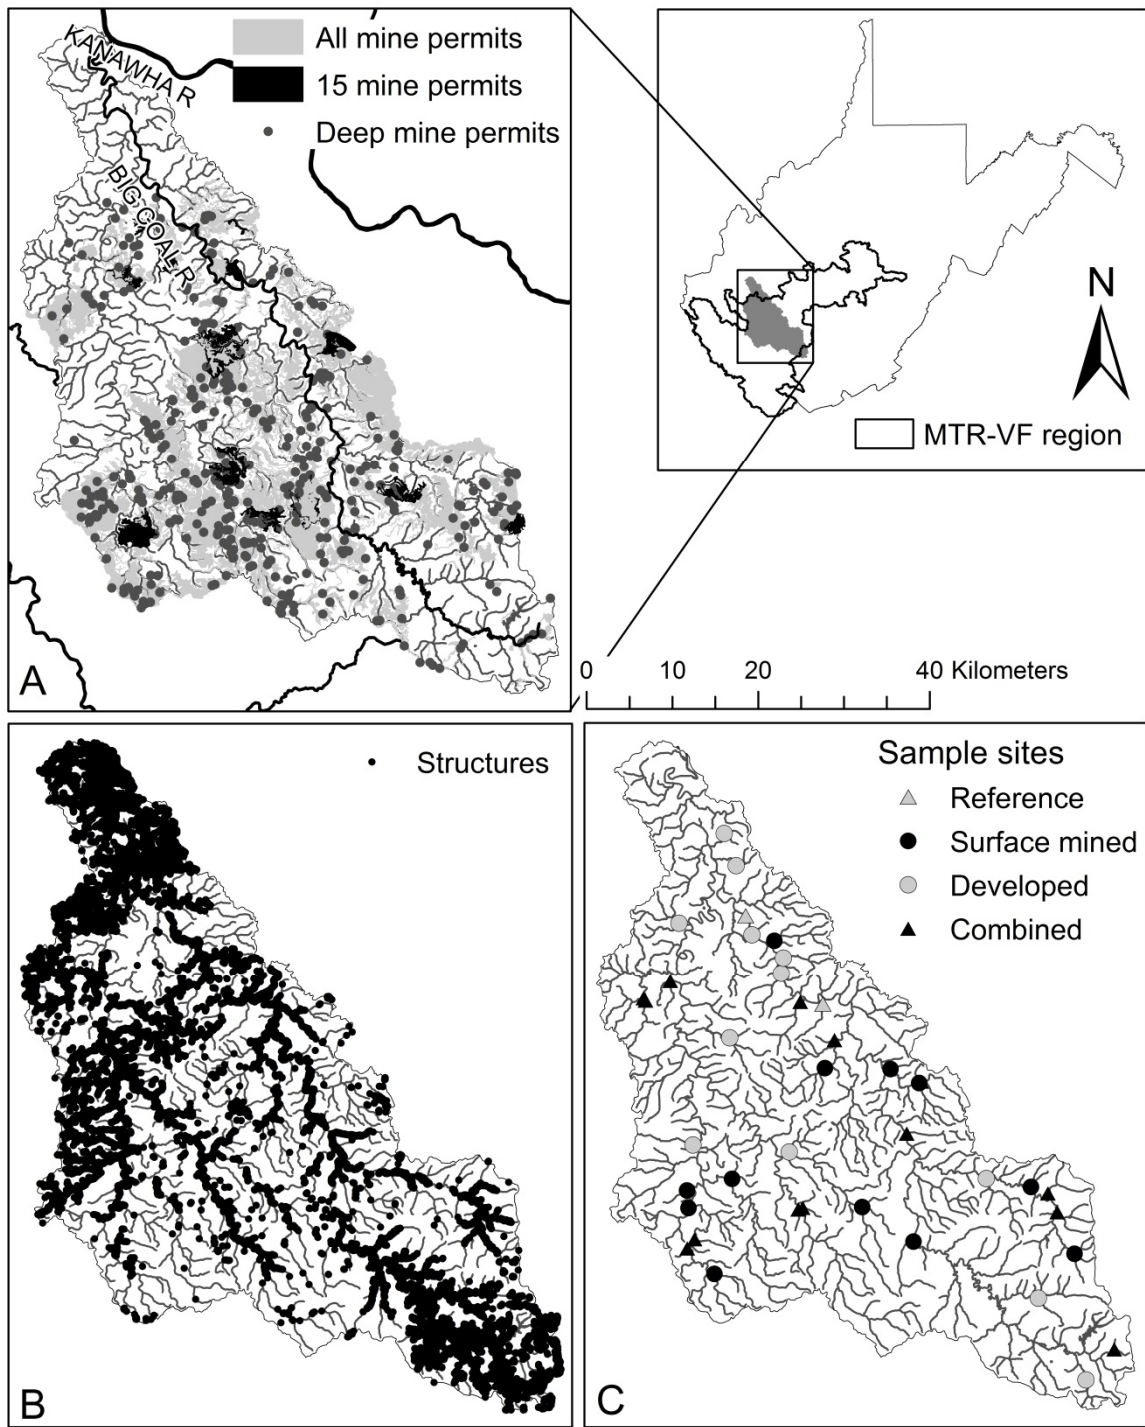 KANAWHA R
BIG COAL R
All mine permits
15 mine permits
Deep mine permits
A
N
MTR-VF region
0 10 20 40 Kilometers
Structures
B
Sample sites
Reference
Surface mined
Developed
Combined
C